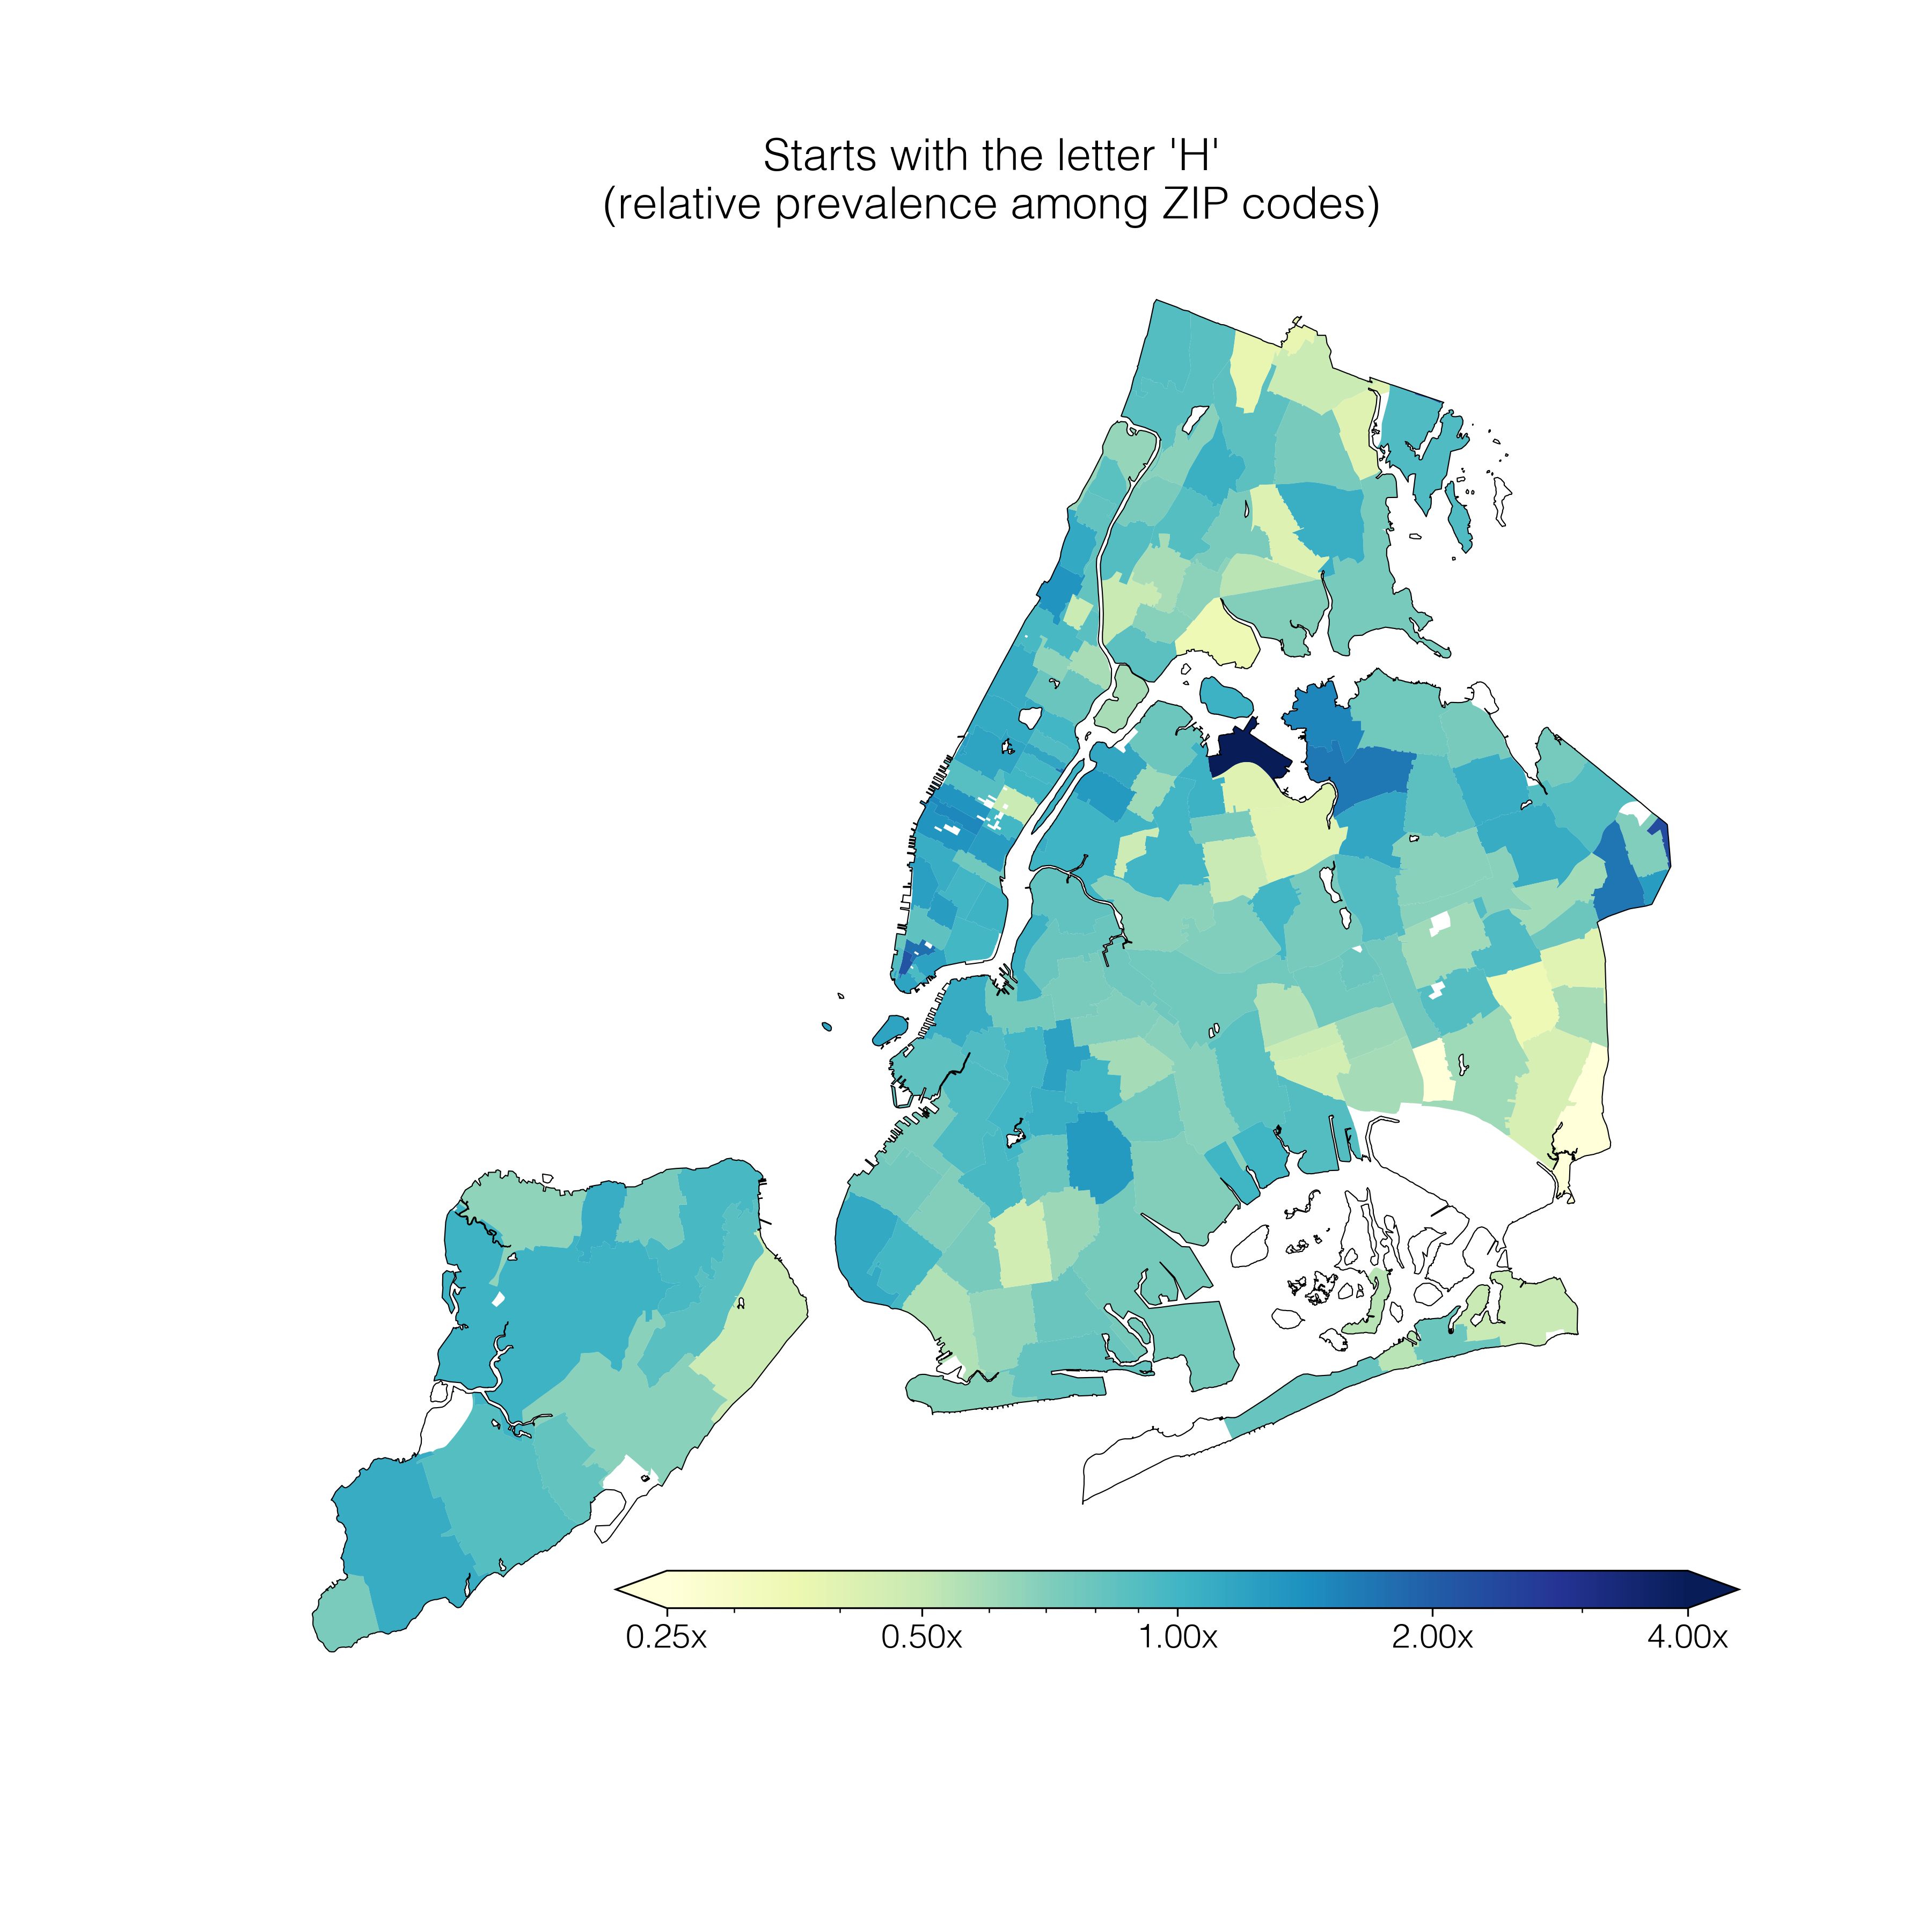 Starts with the letter 'H'
(relative prevalence among ZIP codes)
0.25x 0.50x 1.00x 2.00x 4.00x